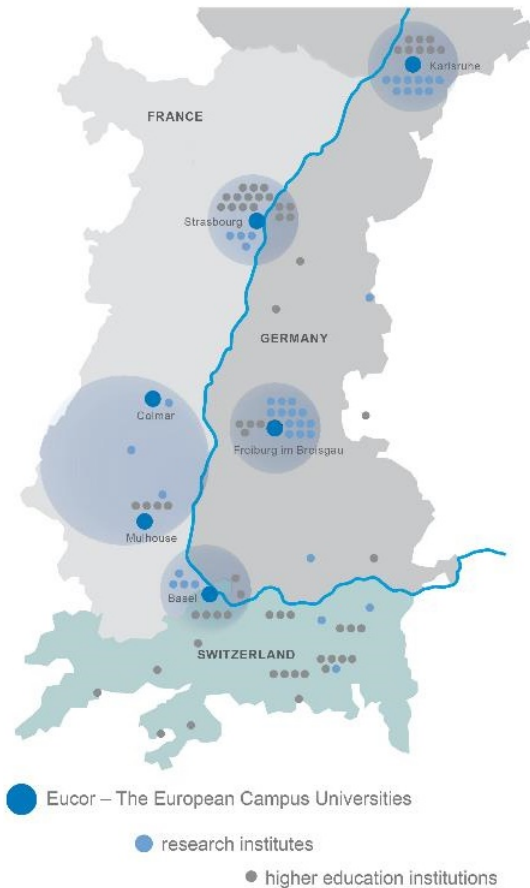 Karlsruhe
FRANCE
Strasbourg
GERMANY
Colmar
Freiburg im Breisgau
Mulhouse
Basel
SWITZERLAND
Eucor – The European Campus Universities
research institutes
higher education institutions